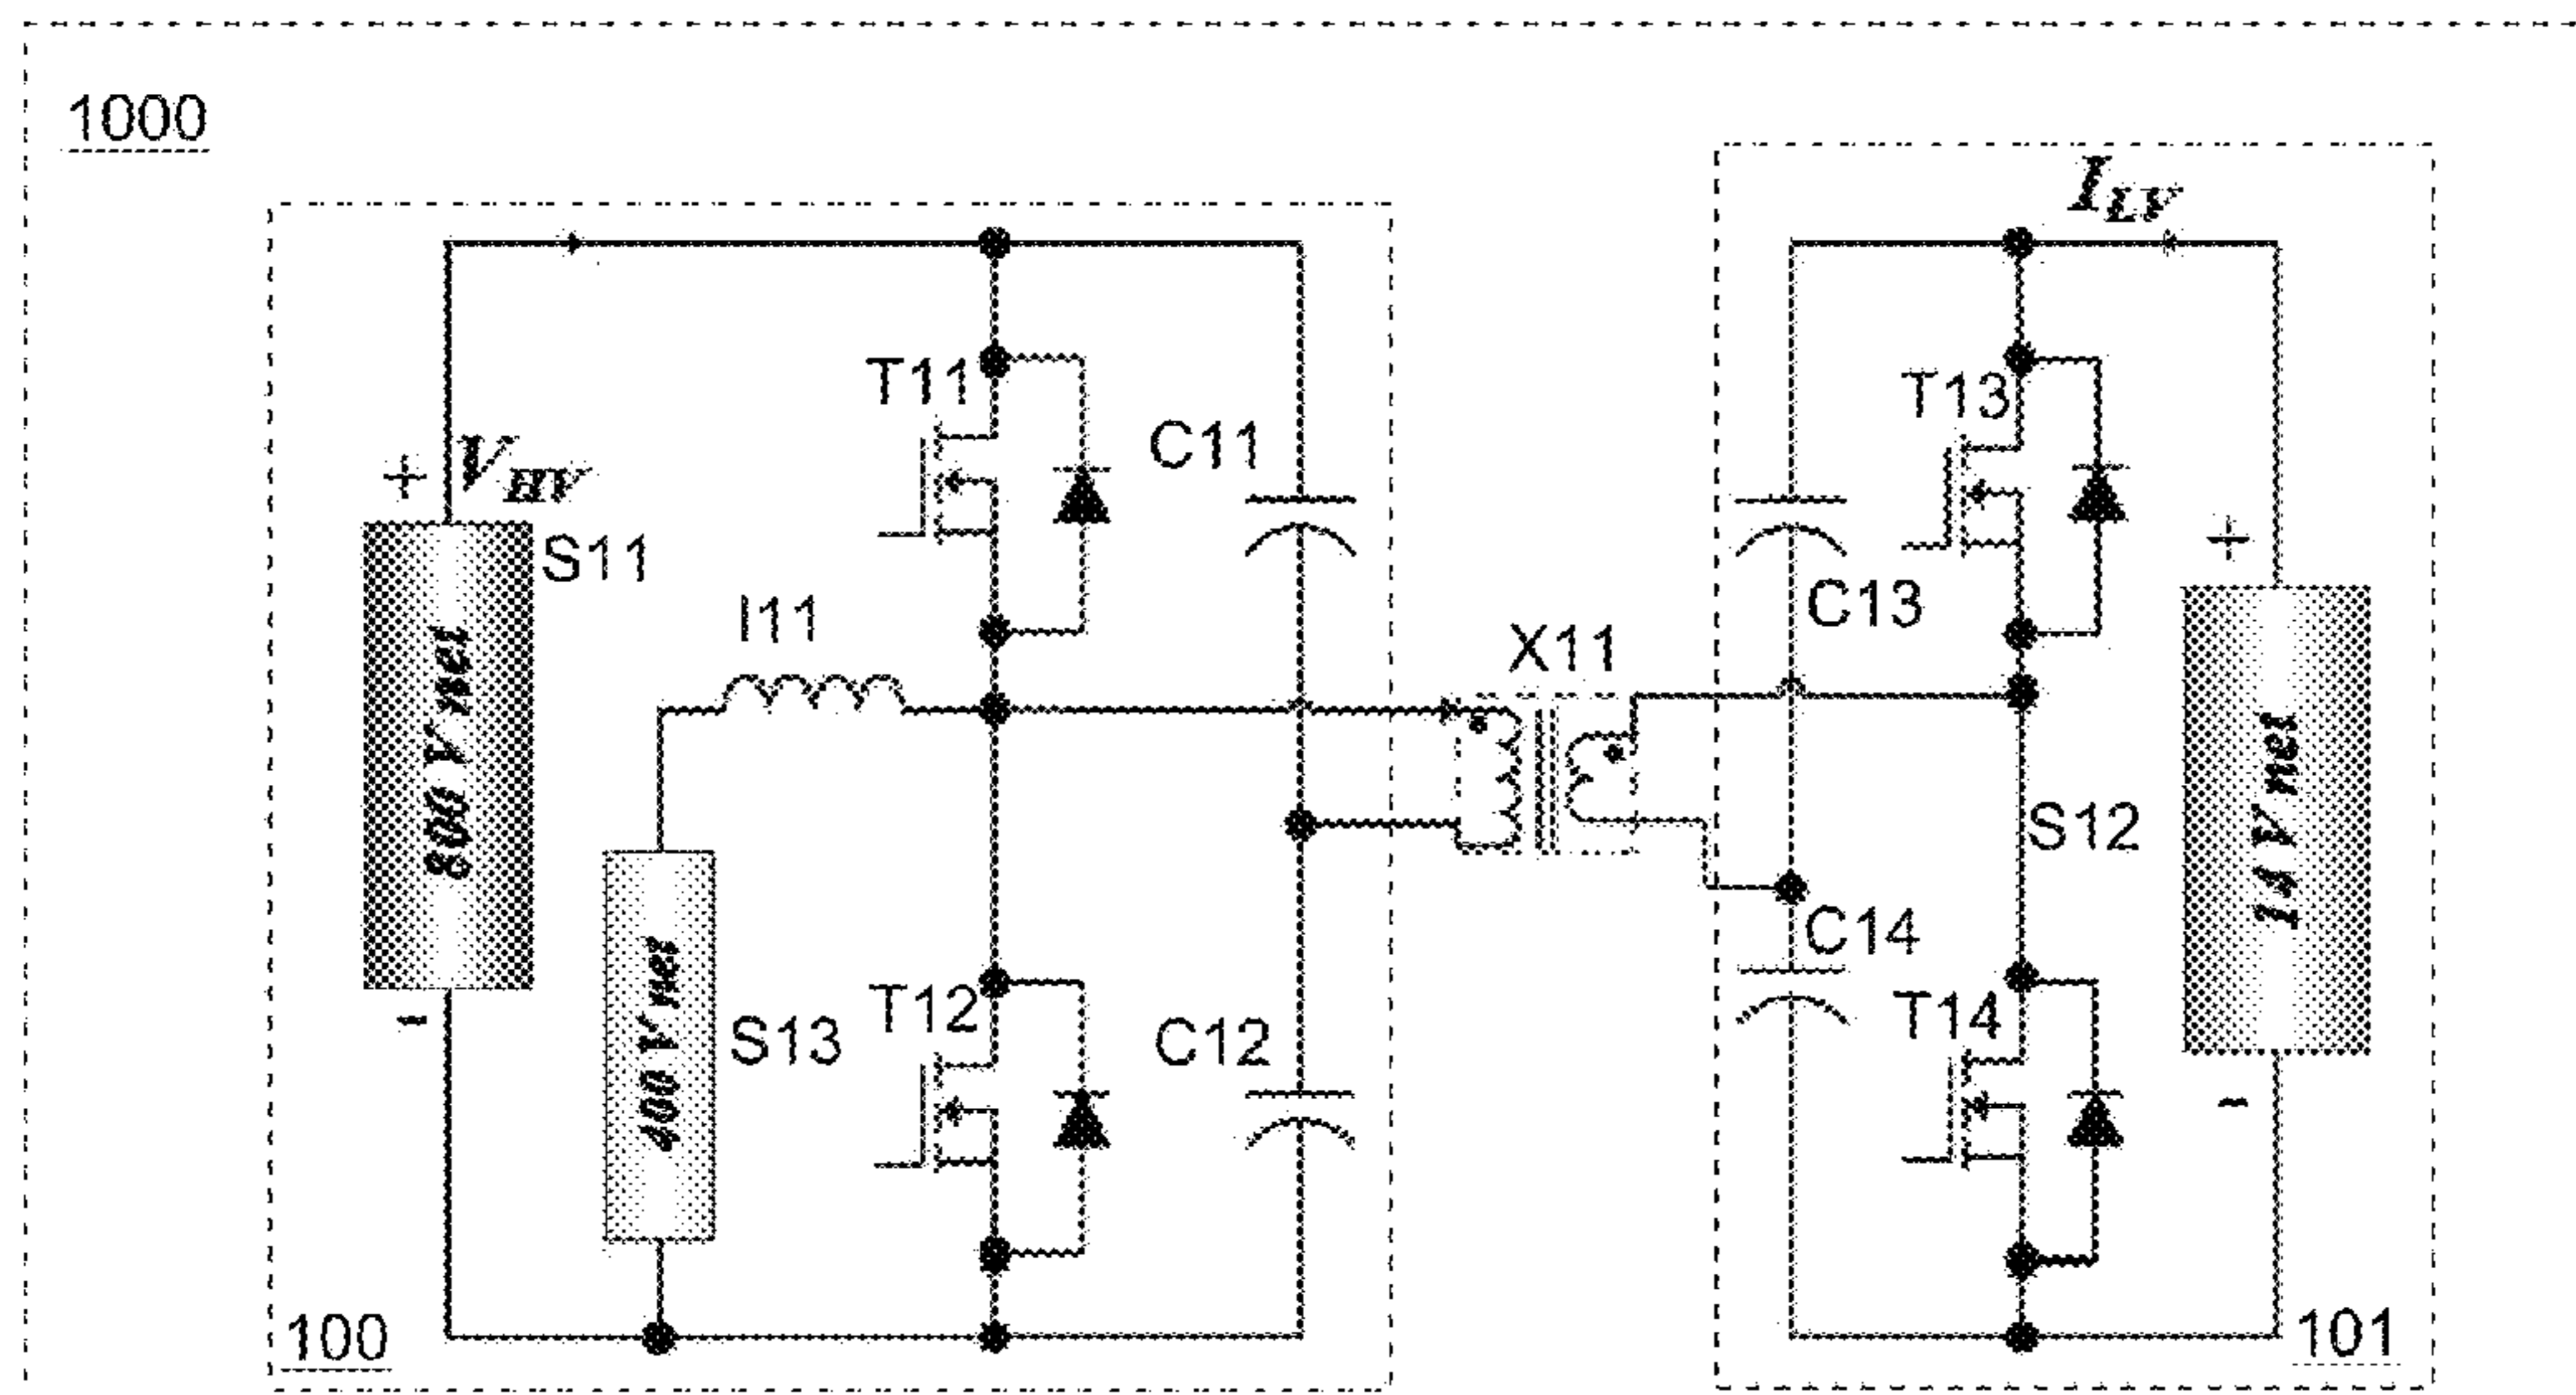 1000
I_LV
T11
T13
C11
+ V_HV
S11
+
C13
I11
X11
800 V net
14 V net
S12
C14
400 V net
S13
T12
C12
T14
-
-
100
101